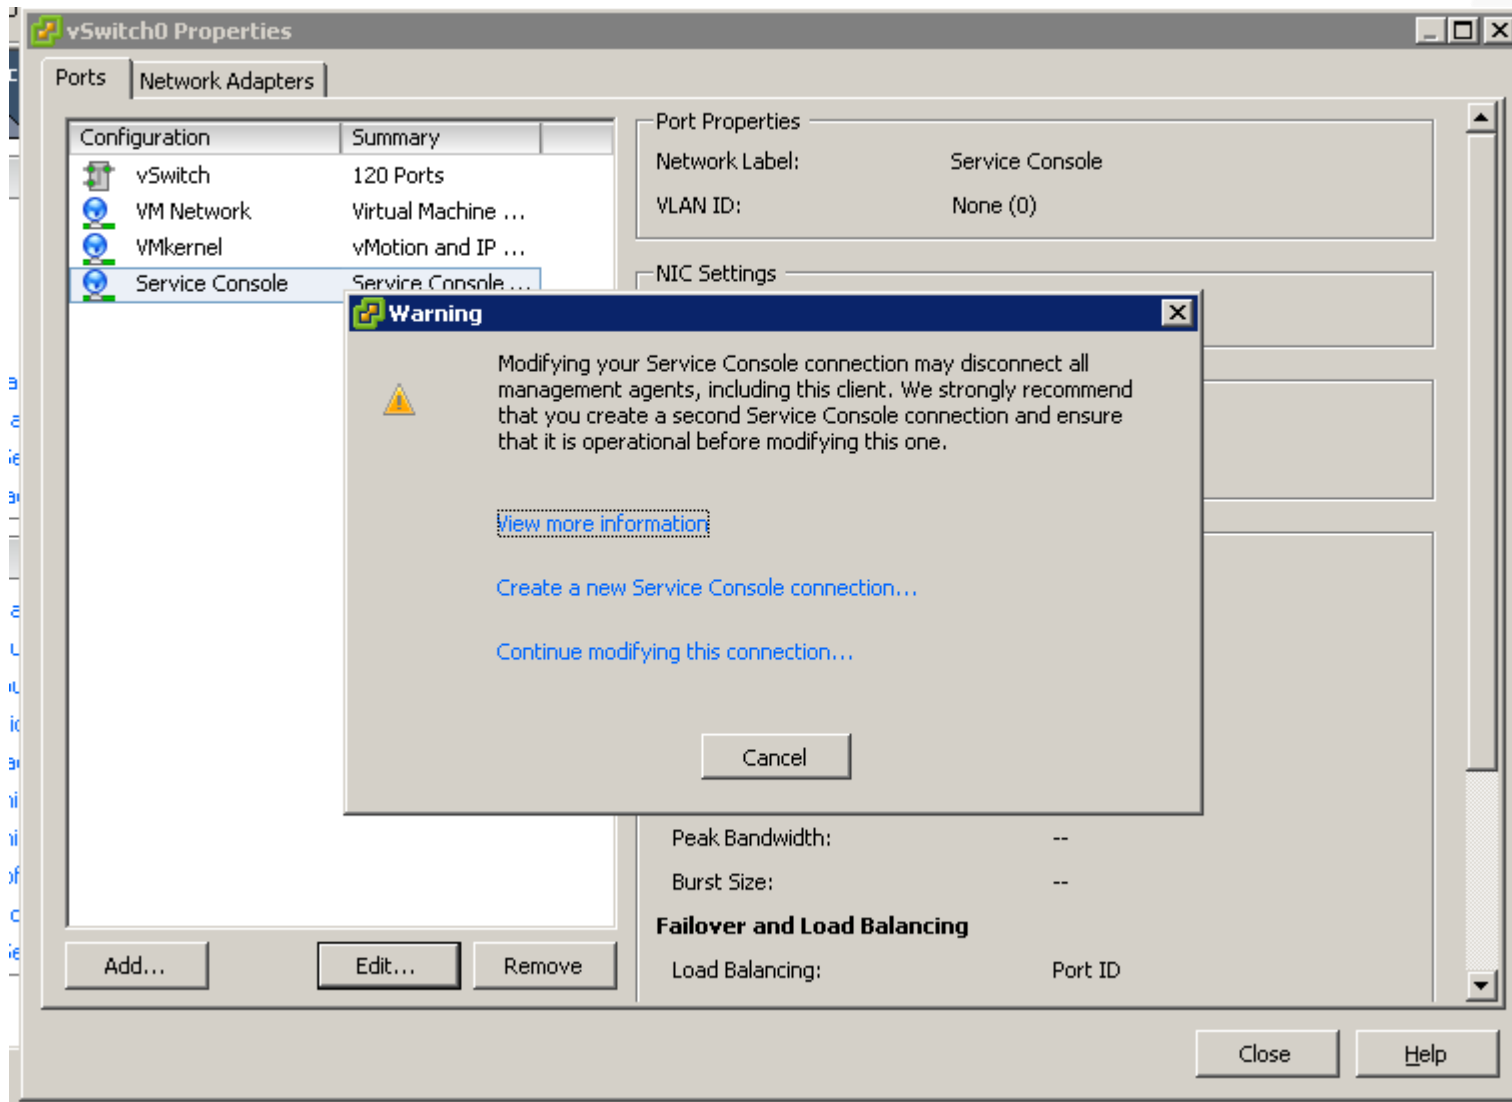 vSwitch0 Properties
Ports
Network Adapters
Configuration Summary
vSwitch 120 Ports
VM Network Virtual Machine ...
VMkernel vMotion and IP ...
Service Console Service Console ...
Port Properties
Network Label: Service Console
VLAN ID: None (0)
NIC Settings
Warning
Modifying your Service Console connection may disconnect all
management agents, including this client. We strongly recommend
that you create a second Service Console connection and ensure
that it is operational before modifying this one.
View more information
Create a new Service Console connection...
Continue modifying this connection...
Cancel
Peak Bandwidth: --
Burst Size: --
Failover and Load Balancing
Load Balancing: Port ID
Add... Edit... Remove
Close Help